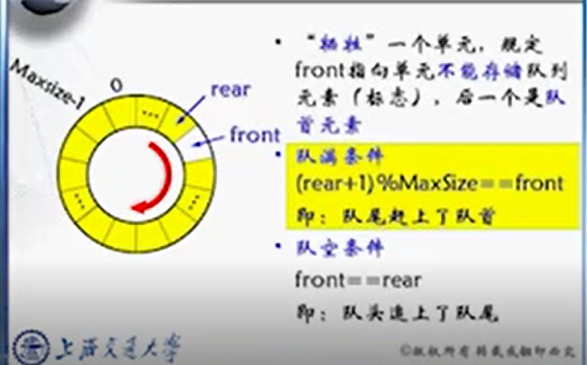 Maxsize-1
0
...
rear
front
...
...
• “牺牲”一个单元，规定
front指向单元不能存储队列
元素（标志），后一个是队
首元素
• 队满条件
(rear+1)%MaxSize==front
即：队尾赶上了队首
• 队空条件
front==rear
即：队头追上了队尾
上海交通大学
©版权所有 转载或翻印必究